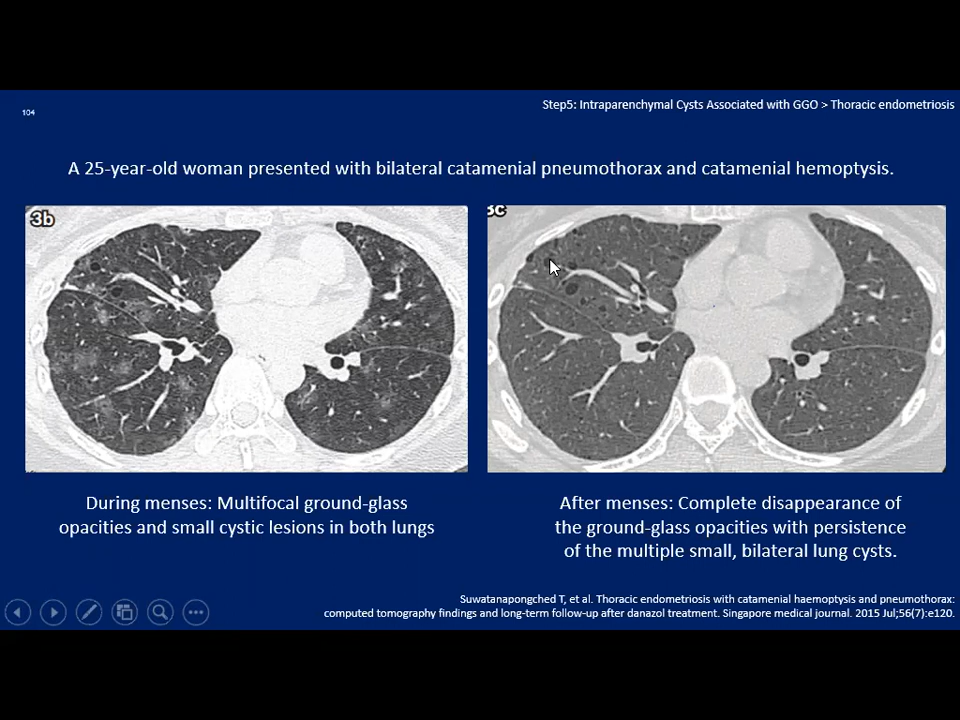 104
Step5: Intraparenchymal Cysts Associated with GGO > Thoracic endometriosis
A 25-year-old woman presented with bilateral catamenial pneumothorax and catamenial hemoptysis.
3b
3c
During menses: Multifocal ground-glass
opacities and small cystic lesions in both lungs
After menses: Complete disappearance of
the ground-glass opacities with persistence
of the multiple small, bilateral lung cysts.
Suwatanapongched T, et al. Thoracic endometriosis with catamenial haemoptysis and pneumothorax:
computed tomography findings and long-term follow-up after danazol treatment. Singapore medical journal. 2015 Jul;56(7):e120.